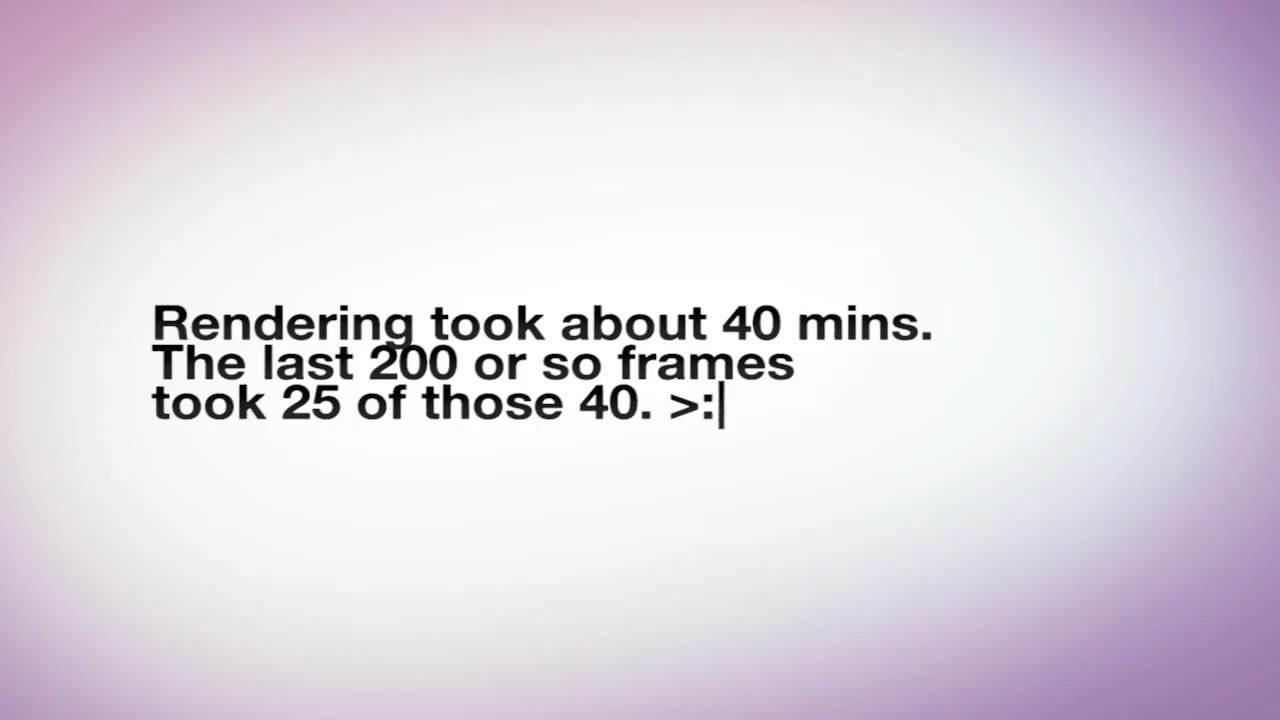 Rendering took about 40 mins.
The last 200 or so frames
took 25 of those 40. >:|